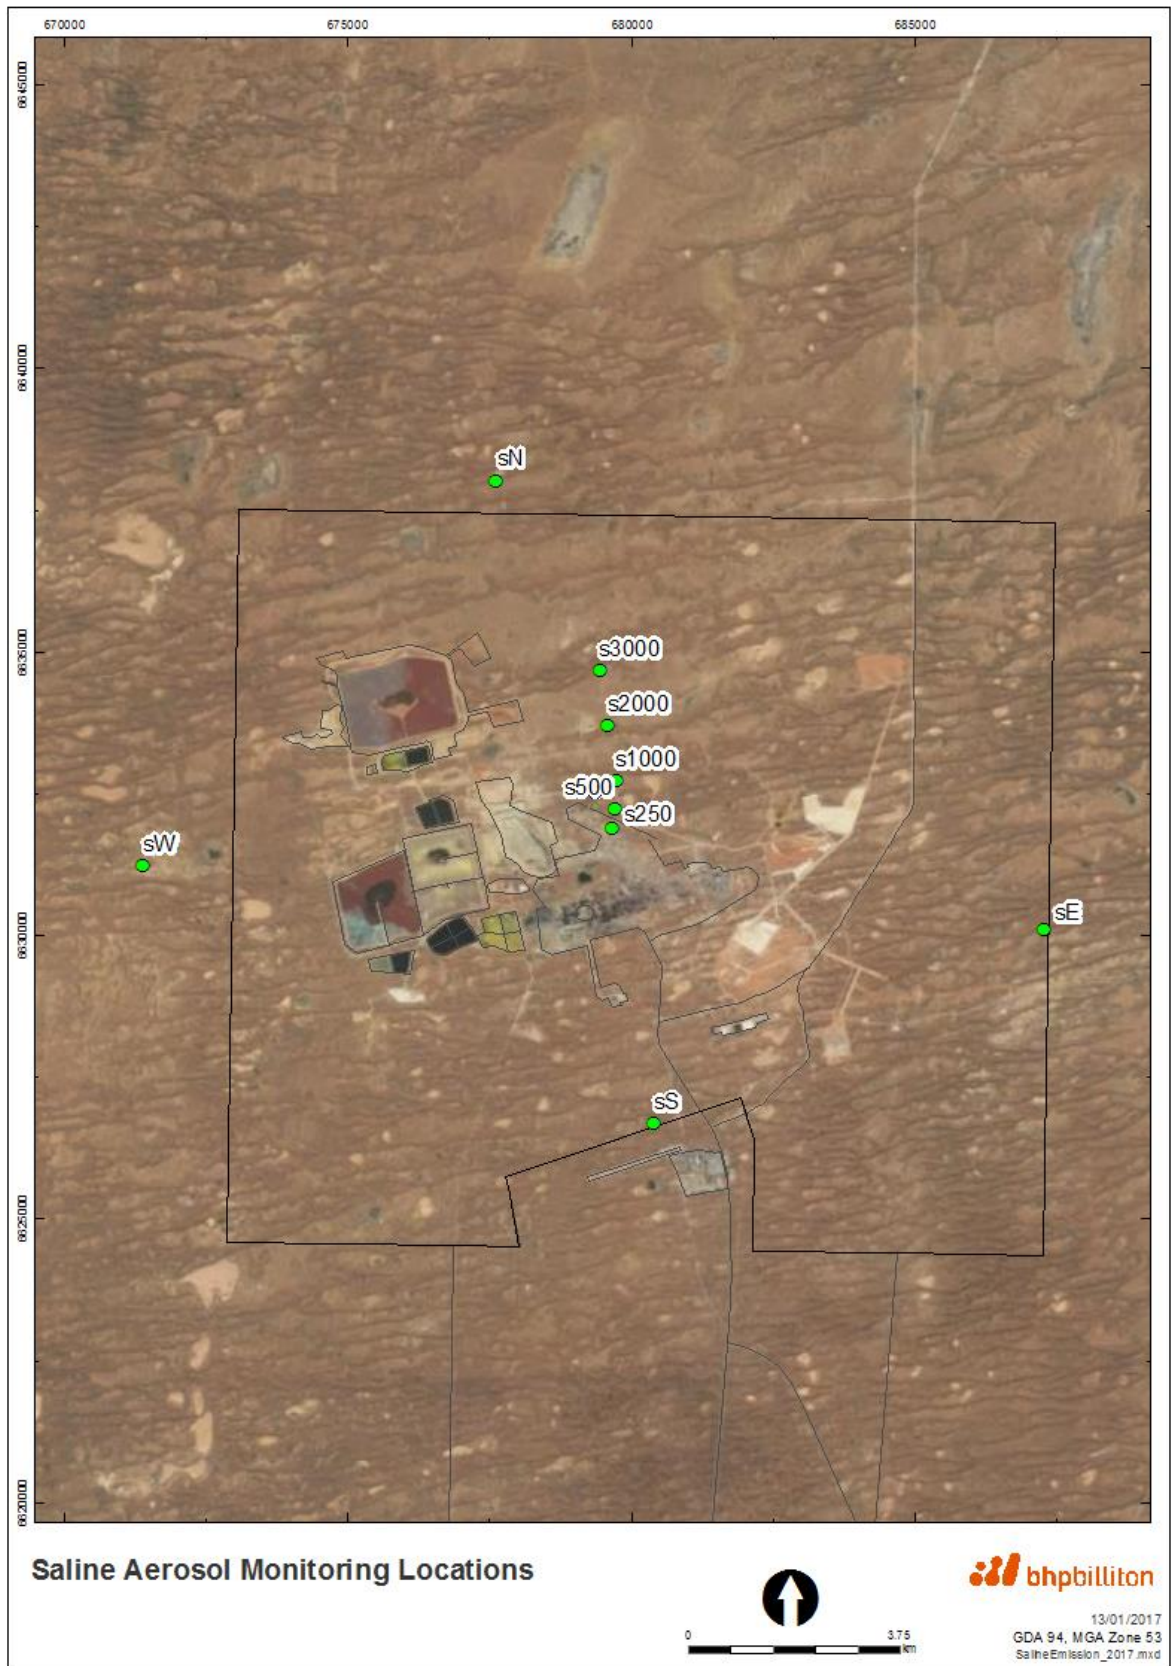 670000 675000 680000 685000
6645000
6640000
6635000
6630000
6625000
6620000
sN
s3000
s2000
s1000
s500
s250
sW
sE
sS
Saline Aerosol Monitoring Locations
bhpbilliton
0 3.75
km
13/01/2017
GDA 94, MGA Zone 53
SalineEmission_2017.mxd